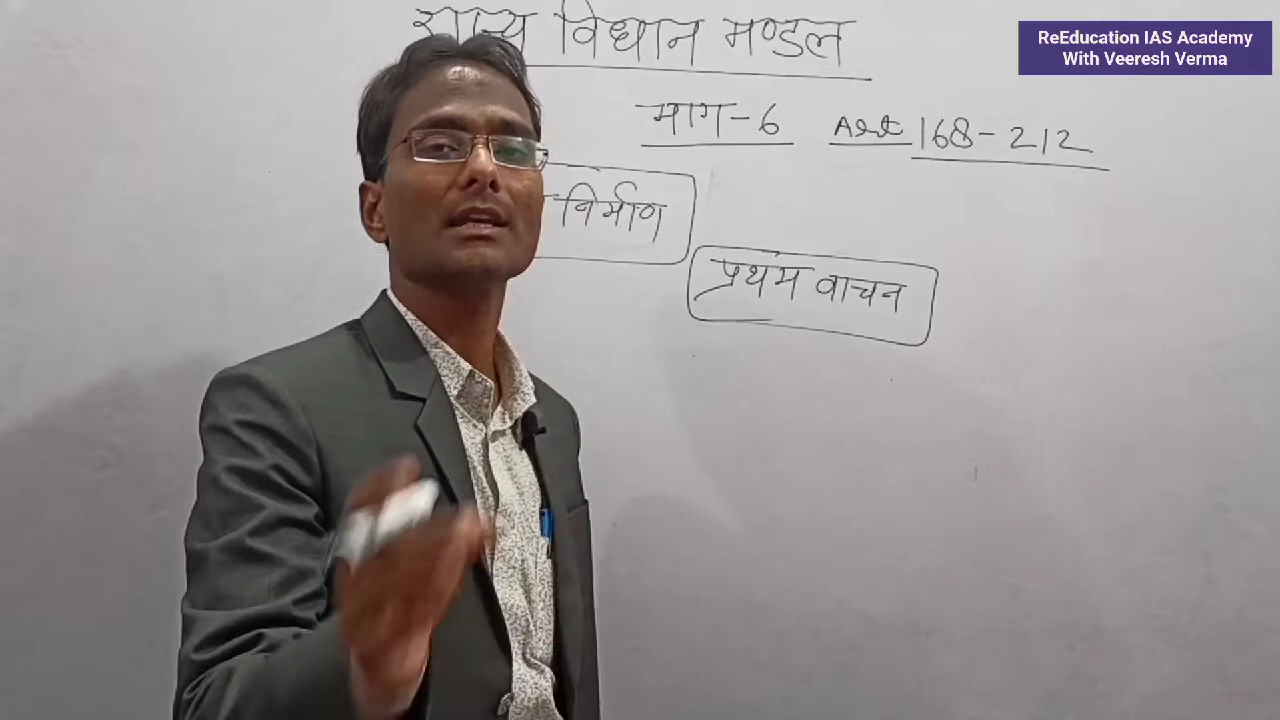 राज्य विधान मण्डल
ReEducation IAS Academy
With Veeresh Verma
भाग-6 Art 168-212
निर्माण
प्रथम वाचन